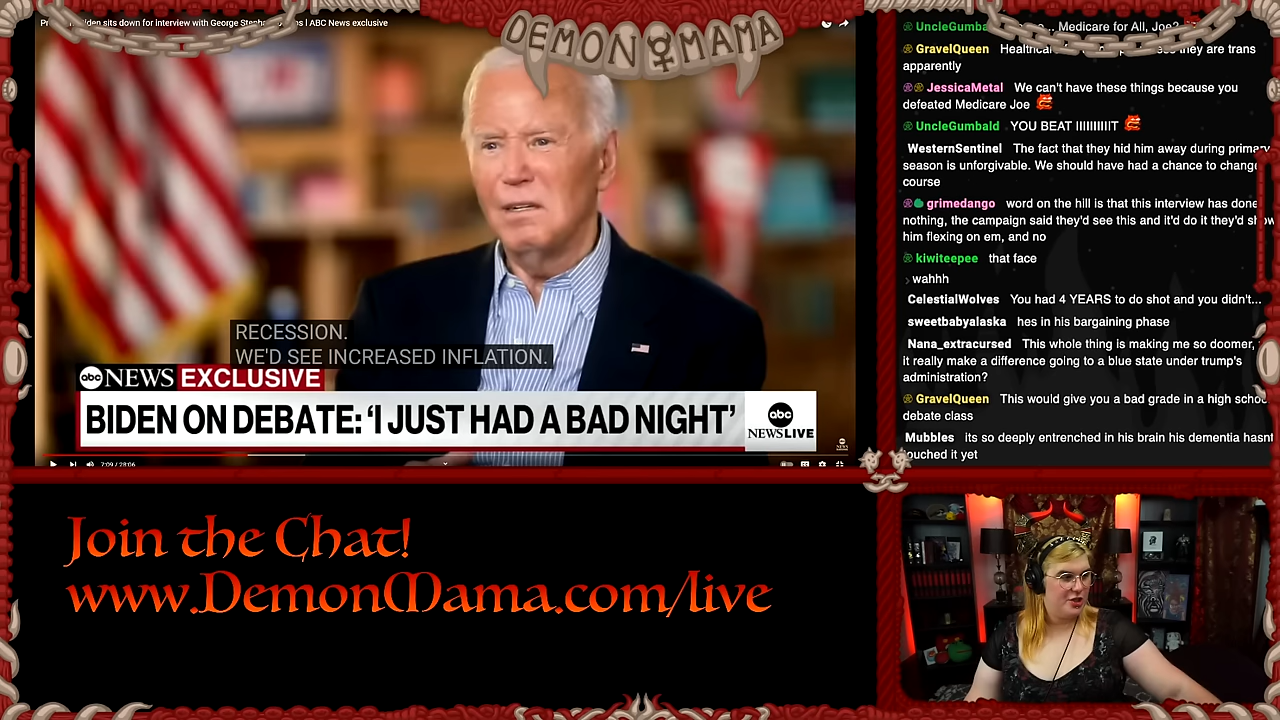 Biden sits down for interview with George
ABC News exclusive
DEMON MAMA
RECESSION.
WE'D SEE INCREASED INFLATION.
abc NEWS EXCLUSIVE
BIDEN ON DEBATE: ‘I JUST HAD A BAD NIGHT’
abc
NEWS LIVE
7:09 / 28:06
Medicare for All, Joe?
GravelQueen they are trans
apparently
JessicaMetal We can't have these things because you
defeated Medicare Joe
UncleGumbald YOU BEAT IIIIIIIIIIT
WesternSentinel The fact that they hid him away during primary
season is unforgivable. We should have had a chance to change
course
grimedango word on the hill is that this interview has done
nothing, the campaign said they'd see this and it'd do it they'd show
him flexing on em, and no
kiwiteepee that face
wahhh
CelestialWolves You had 4 YEARS to do shot and you didn't...
sweetbabyalaska hes in his bargaining phase
Nana_extracursed This whole thing is making me so doomer,
it really make a difference going to a blue state under trump's
administration?
GravelQueen This would give you a bad grade in a high school
debate class
Mubbles its so deeply entrenched in his brain his dementia hasnt
touched it yet
Join the Chat!
www.DemonMama.com/live